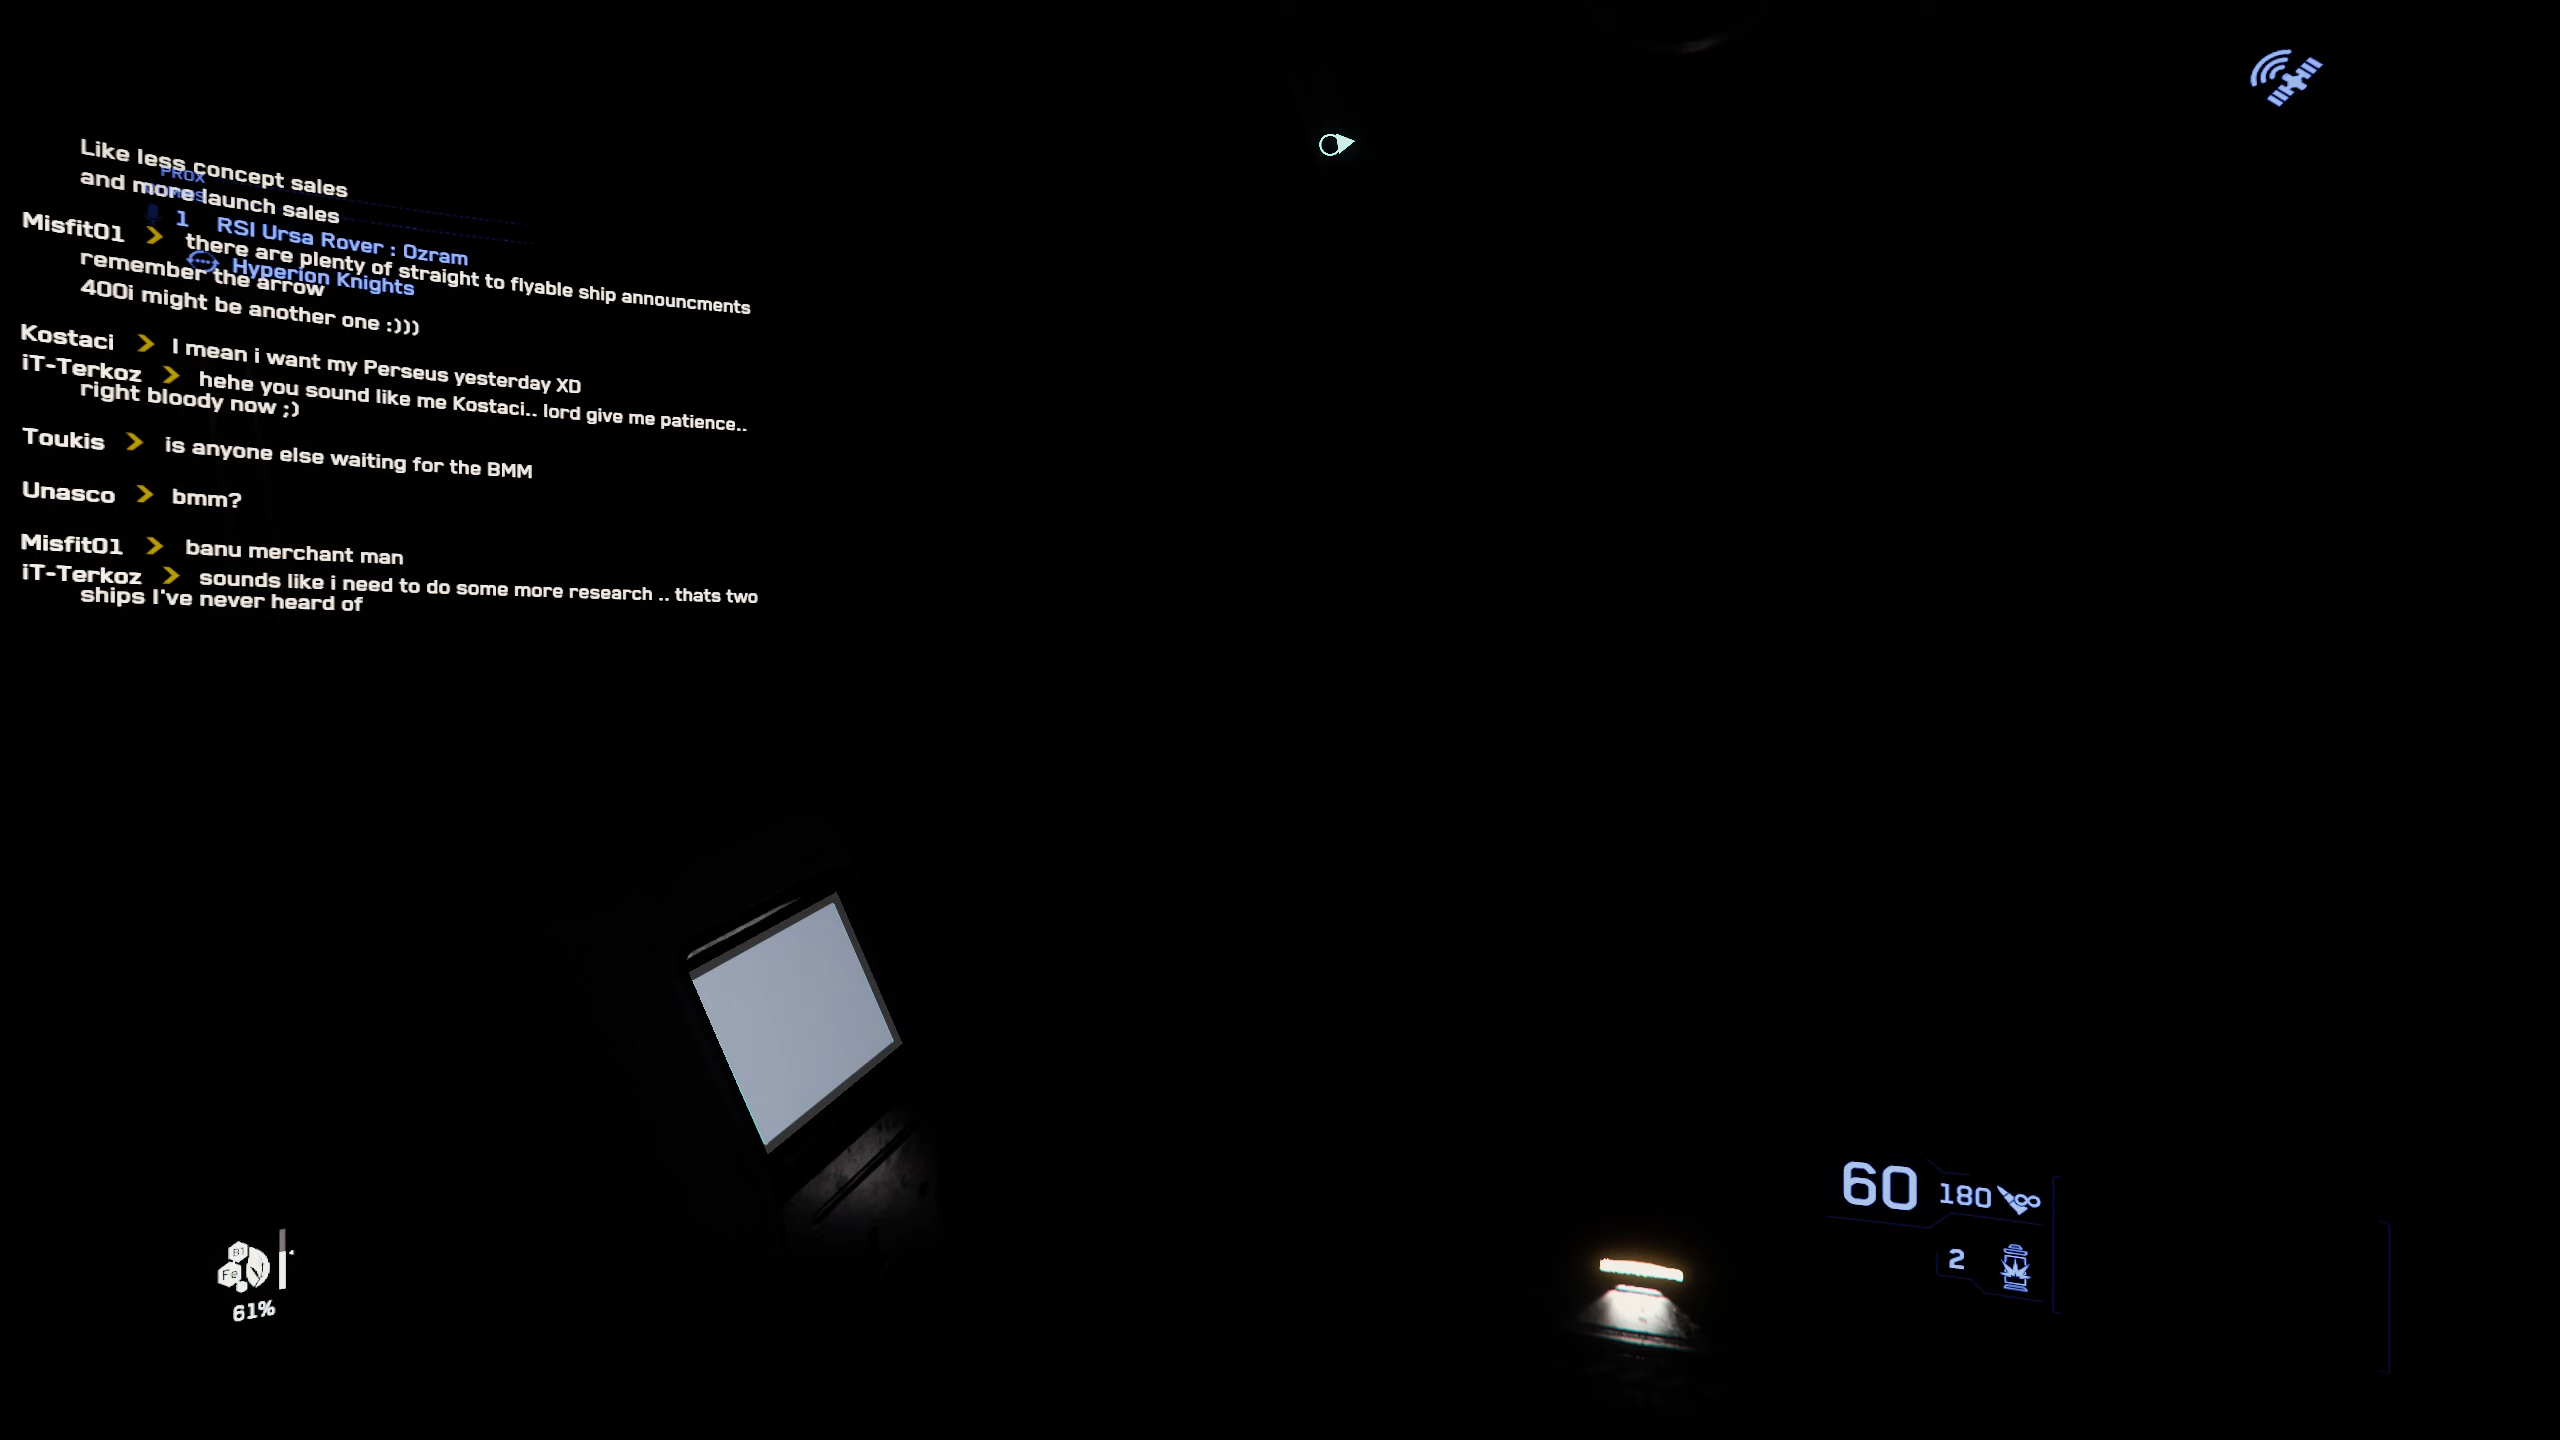 Like less concept sales
and more launch sales
PROX
1 RSI Ursa Rover : Ozram
Misfit01 > there are plenty of straight to flyable ship announcments
Hyperion Knights
remember the arrow
400i might be another one :)))
Kostaci > I mean i want my Perseus yesterday XD
iT-Terkoz > hehe you sound like me Kostaci.. lord give me patience..
right bloody now ;)
Toukis > is anyone else waiting for the BMM
Unasco > bmm?
Misfit01 > banu merchant man
iT-Terkoz > sounds like i need to do some more research .. thats two
ships I've never heard of
60 180
2
B1
Fe
61%